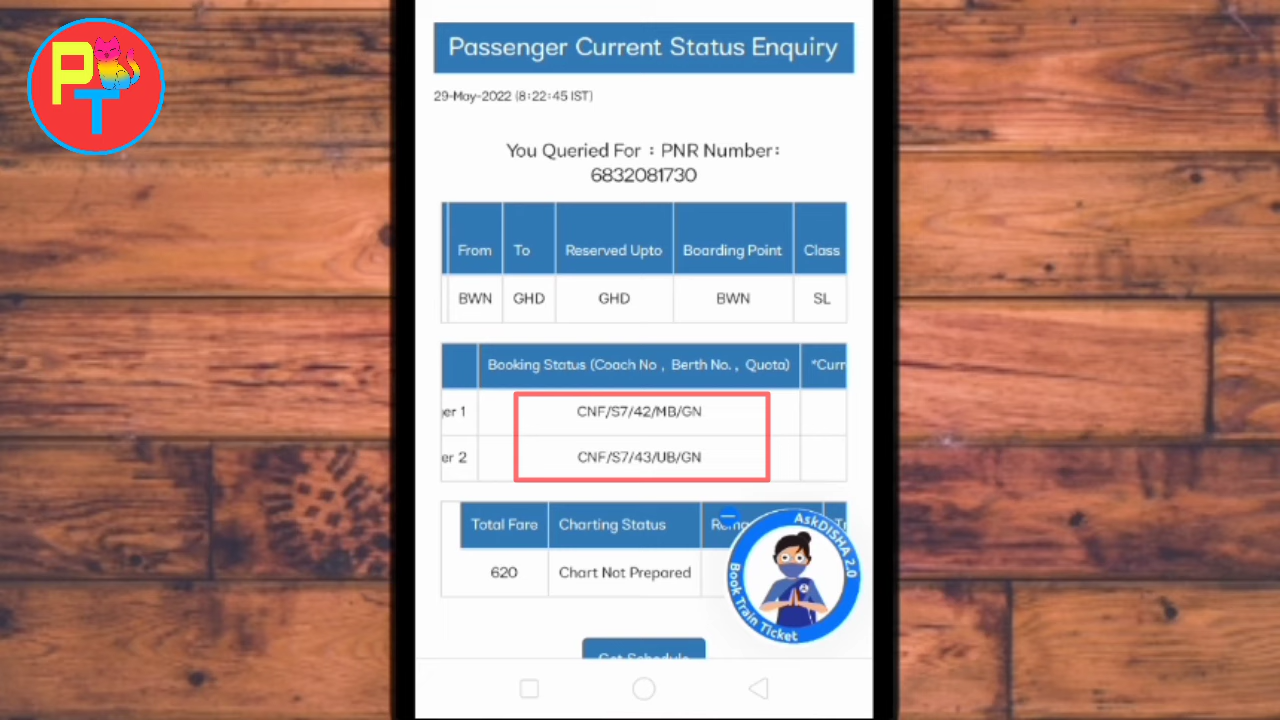 PT
Passenger Current Status Enquiry
29-May-2022 (8:22:45 IST)
You Queried For : PNR Number:
6832081730
From To Reserved Upto Boarding Point Class
BWN GHD GHD BWN SL
Booking Status (Coach No , Berth No. , Quota) *Curr
er 1 CNF/S7/42/MB/GN
er 2 CNF/S7/43/UB/GN
Total Fare Charting Status Rema
620 Chart Not Prepared
AskDISHA 2.0
Book Train Ticket
Get Schedule